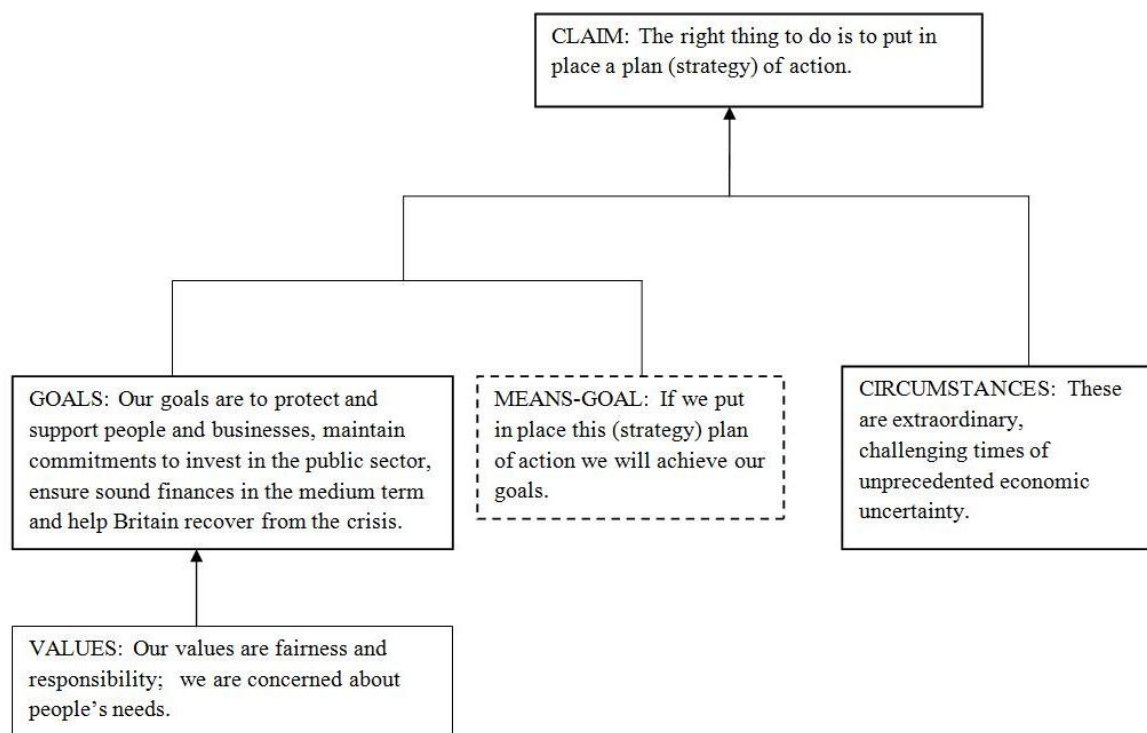 CLAIM: The right thing to do is to put in
place a plan (strategy) of action.
GOALS: Our goals are to protect and
support people and businesses, maintain
commitments to invest in the public sector,
ensure sound finances in the medium term
and help Britain recover from the crisis.
MEANS-GOAL: If we put
in place this (strategy) plan
of action we will achieve our
goals.
CIRCUMSTANCES: These
are extraordinary,
challenging times of
unprecedented economic
uncertainty.
VALUES: Our values are fairness and
responsibility; we are concerned about
people's needs.